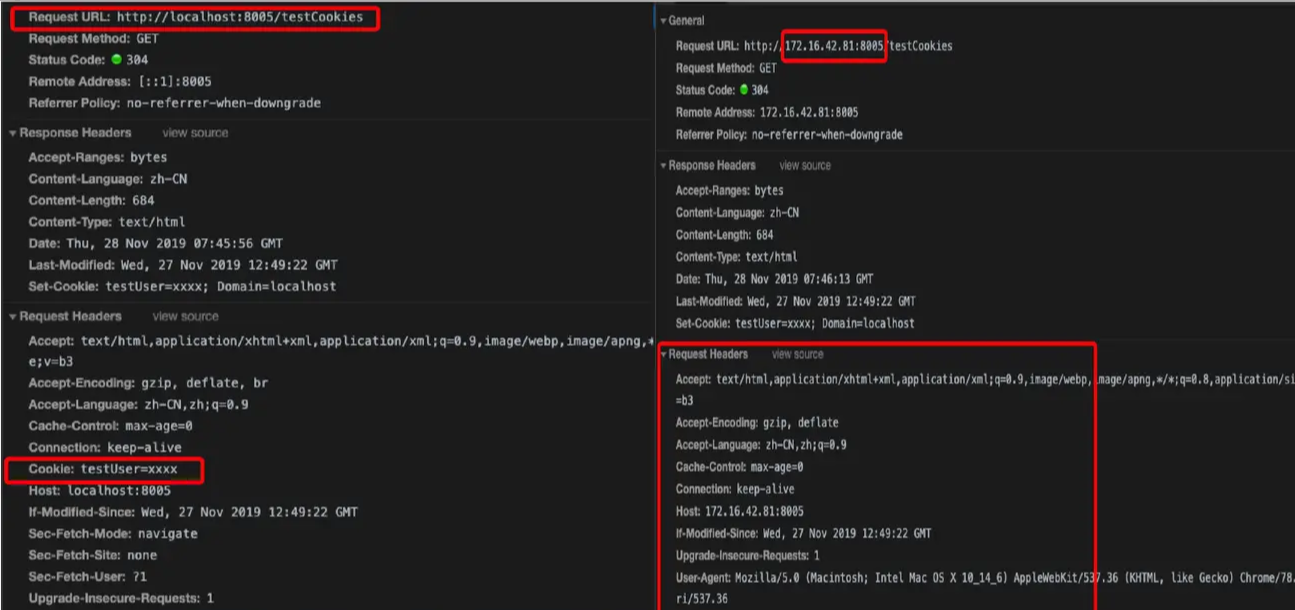 Request URL: http://localhost:8005/testCookies
Request Method: GET
Status Code: 304
Remote Address: [::1]:8005
Referrer Policy: no-referrer-when-downgrade
Response Headers view source
Accept-Ranges: bytes
Content-Language: zh-CN
Content-Length: 684
Content-Type: text/html
Date: Thu, 28 Nov 2019 07:45:56 GMT
Last-Modified: Wed, 27 Nov 2019 12:49:22 GMT
Set-Cookie: testUser=xxxx; Domain=localhost
Request Headers view source
Accept: text/html,application/xhtml+xml,application/xml;q=0.9,image/webp,image/apng,*
e;v=b3
Accept-Encoding: gzip, deflate, br
Accept-Language: zh-CN,zh;q=0.9
Cache-Control: max-age=0
Connection: keep-alive
Cookie: testUser=xxxx
Host: localhost:8005
If-Modified-Since: Wed, 27 Nov 2019 12:49:22 GMT
Sec-Fetch-Mode: navigate
Sec-Fetch-Site: none
Sec-Fetch-User: ?1
Upgrade-Insecure-Requests: 1
General
Request URL: http:/172.16.42.81:8005/testCookies
Request Method: GET
Status Code: 304
Remote Address: 172.16.42.81:8005
Referrer Policy: no-referrer-when-downgrade
Response Headers view source
Accept-Ranges: bytes
Content-Language: zh-CN
Content-Length: 684
Content-Type: text/html
Date: Thu, 28 Nov 2019 07:46:13 GMT
Last-Modified: Wed, 27 Nov 2019 12:49:22 GMT
Set-Cookie: testUser=xxxx; Domain=localhost
Request Headers view source
Accept: text/html,application/xhtml+xml,application/xml;q=0.9,image/webp,image/apng,*/*;q=0.8,application/si
=b3
Accept-Encoding: gzip, deflate
Accept-Language: zh-CN,zh;q=0.9
Cache-Control: max-age=0
Connection: keep-alive
Host: 172.16.42.81:8005
If-Modified-Since: Wed, 27 Nov 2019 12:49:22 GMT
Upgrade-Insecure-Requests: 1
User-Agent: Mozilla/5.0 (Macintosh; Intel Mac OS X 10_14_6) AppleWebKit/537.36 (KHTML, like Gecko) Chrome/78.
ri/537.36